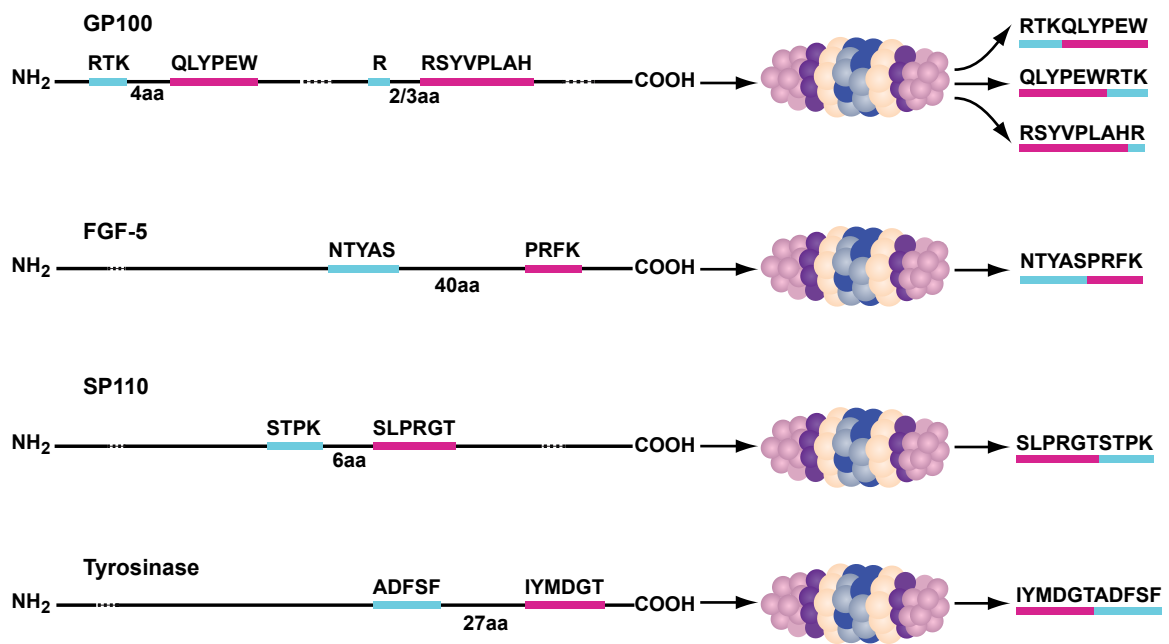 GP100
RTK QLYPEW R RSYVPLAH
NH2 COOH
4aa 2/3aa
RTKQLYPEW
QLYPEWRTK
RSYVPLAHR
FGF-5
NTYAS PRFK
NH2 COOH
40aa
NTYASPRFK
SP110
STPK SLPRGT
NH2 COOH
6aa
SLPRGTSTPK
Tyrosinase
ADFSF IYMDGT
NH2 COOH
27aa
IYMDGTADFSF